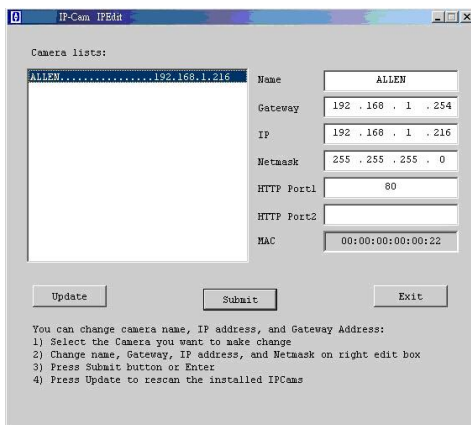 IP-Cam IPEdit
Camera lists:
ALLEN................192.168.1.216
Name ALLEN
Gateway 192 . 168 . 1 . 254
IP 192 . 168 . 1 . 216
Netmask 255 . 255 . 255 . 0
HTTP Port1 80
HTTP Port2
MAC 00:00:00:00:00:22
Update Submit Exit
You can change camera name, IP address, and Gateway Address:
1) Select the Camera you want to make change
2) Change name, Gateway, IP address, and Netmask on right edit box
3) Press Submit button or Enter
4) Press Update to rescan the installed IPCams